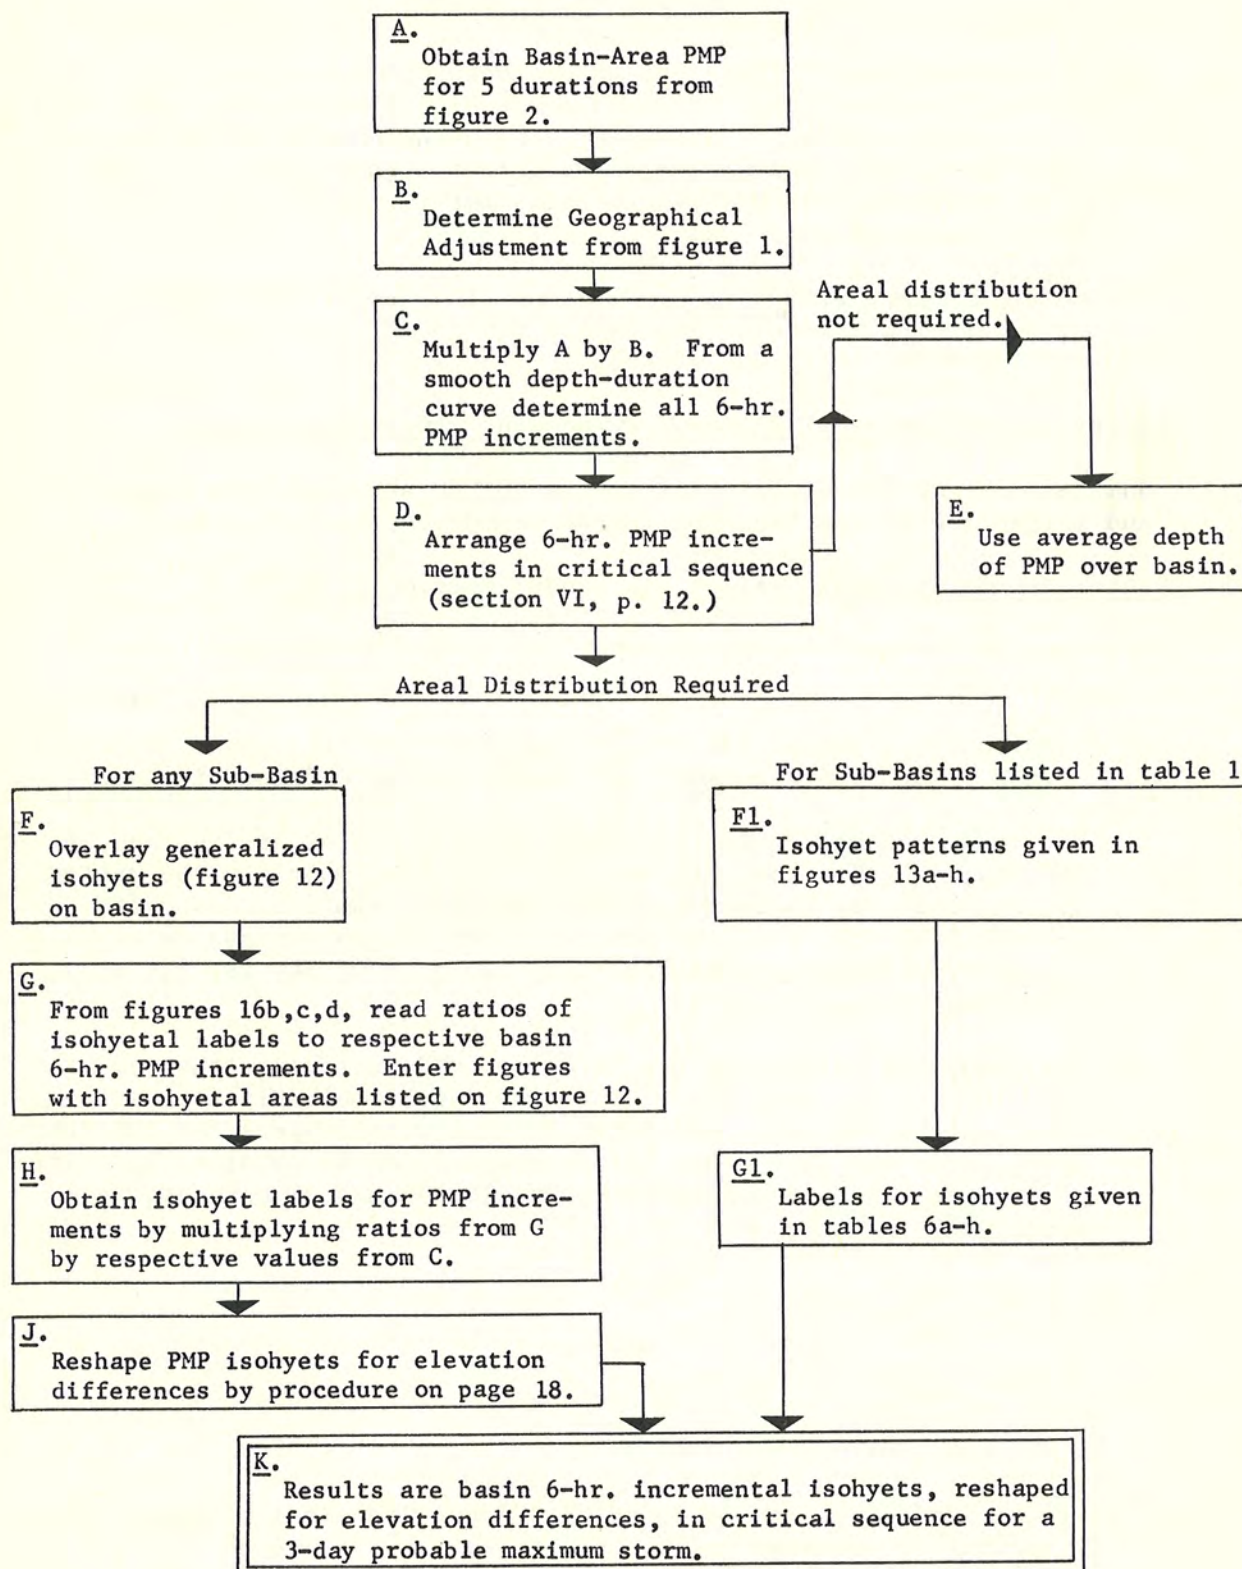 A.
Obtain Basin-Area PMP
for 5 durations from
figure 2.
B.
Determine Geographical
Adjustment from figure 1.
C.
Multiply A by B. From a
smooth depth-duration
curve determine all 6-hr.
PMP increments.
Areal distribution
not required.
D.
Arrange 6-hr. PMP incre-
ments in critical sequence
(section VI, p. 12.)
E.
Use average depth
of PMP over basin.
Areal Distribution Required
For any Sub-Basin
F.
Overlay generalized
isohyets (figure 12)
on basin.
For Sub-Basins listed in table 1
F1.
Isohyet patterns given in
figures 13a-h.
G.
From figures 16b,c,d, read ratios of
isohyetal labels to respective basin
6-hr. PMP increments. Enter figures
with isohyetal areas listed on figure 12.
H.
Obtain isohyet labels for PMP incre-
ments by multiplying ratios from G
by respective values from C.
G1.
Labels for isohyets given
in tables 6a-h.
J.
Reshape PMP isohyets for elevation
differences by procedure on page 18.
K.
Results are basin 6-hr. incremental isohyets, reshaped
for elevation differences, in critical sequence for a
3-day probable maximum storm.